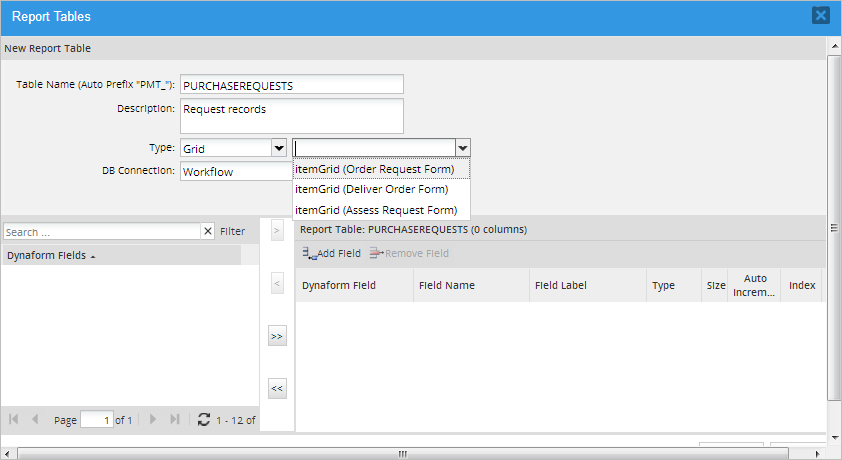 Report Tables
New Report Table
Table Name (Auto Prefix "PMT_"): PURCHASEREQUESTS
Description: Request records
Type: Grid
DB Connection: Workflow
itemGrid (Order Request Form)
itemGrid (Deliver Order Form)
itemGrid (Assess Request Form)
Search ... Filter
Dynaform Fields
Page 1 of 1 1 - 12 of
>
<
>>
<<
Report Table: PURCHASEREQUESTS (0 columns)
Add Field Remove Field
Dynaform Field Field Name Field Label Type Size Auto Increm... Index